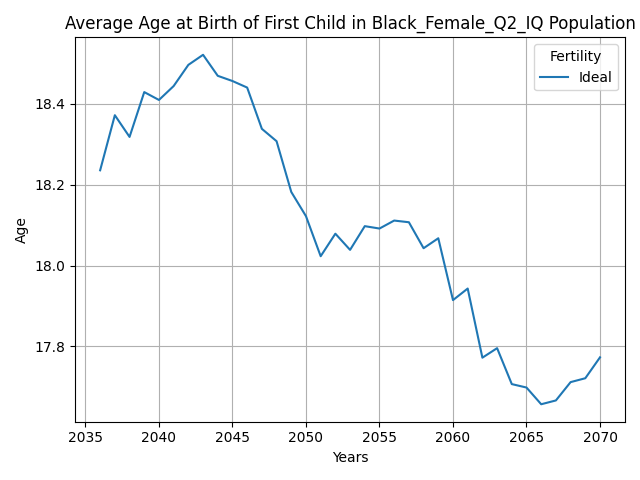 Average Age at Birth of First Child in Black_Female_Q2_IQ Population
Fertility
Ideal
Age
18.4
18.2
18.0
17.8
2035 2040 2045 2050 2055 2060 2065 2070
Years